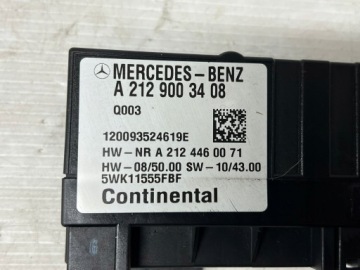 MERCEDES-BENZ
A 212 900 34 08
Q003
120093524619E
HW-NR A 212 446 00 71
HW-08/50.00 SW-10/43.00
5WK11555FBF
Continental